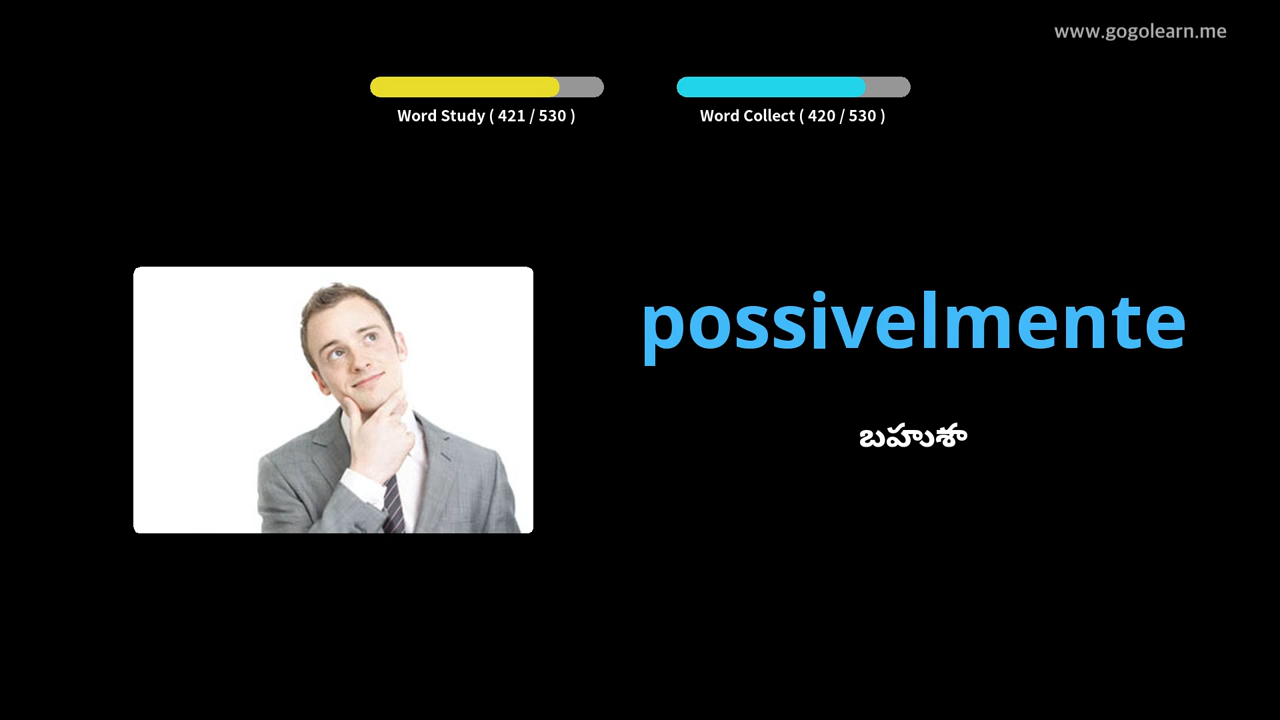 www.gogolearn.me
Word Study ( 421 / 530 )
Word Collect ( 420 / 530 )
possivelmente
బహుశా